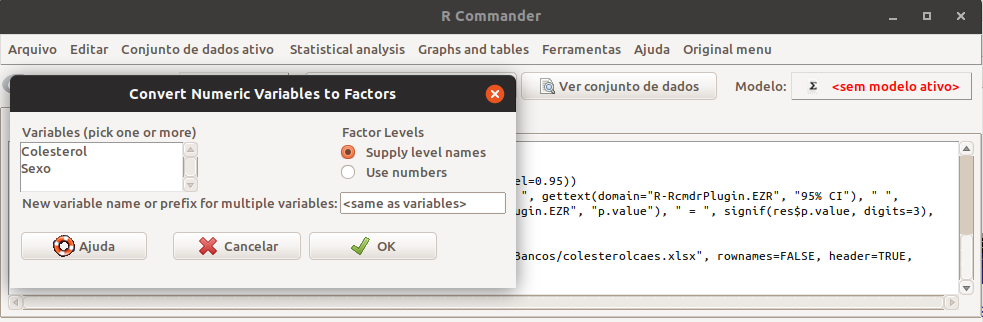 R Commander
Arquivo Editar Conjunto de dados ativo Statistical analysis Graphs and tables Ferramentas Ajuda Original menu
Ver conjunto de dados Modelo: Σ <sem modelo ativo>
Convert Numeric Variables to Factors
Variables (pick one or more) Factor Levels
Colesterol Supply level names
Sexo Use numbers
New variable name or prefix for multiple variables: <same as variables>
Ajuda Cancelar OK
el=0.95))
", gettext(domain="R-RcmdrPlugin.EZR", "95% CI"), " ",
ugin.EZR", "p.value"), " = ", signif(res$p.value, digits=3),
Bancos/colesterolcaes.xlsx", rownames=FALSE, header=TRUE,